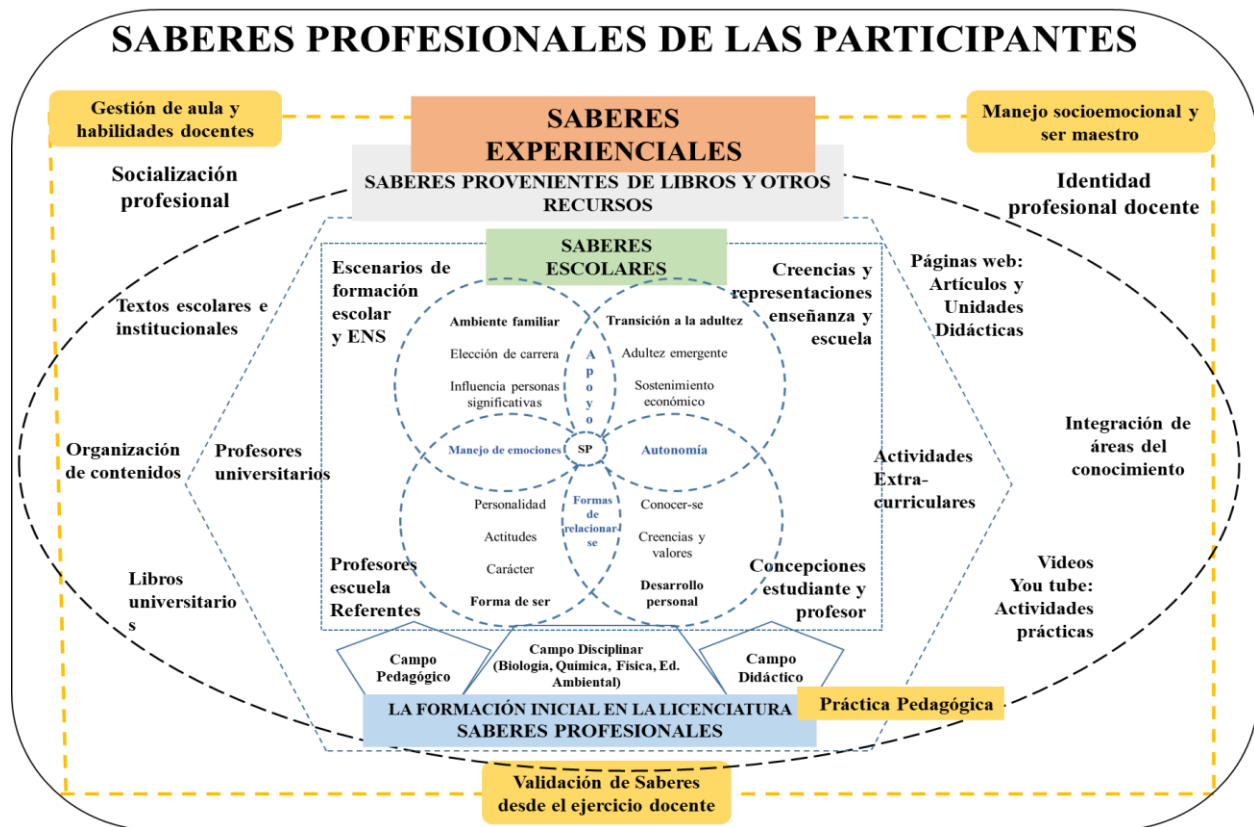 SABERES PROFESIONALES DE LAS PARTICIPANTES
Gestión de aula y
habilidades docentes
SABERES
EXPERIENCIALES
Manejo socioemocional y
ser maestro
Socialización
profesional
SABERES PROVENIENTES DE LIBROS Y OTROS
RECURSOS
Identidad
profesional docente
SABERES
ESCOLARES
Escenarios de
formación
escolar
y ENS
Creencias y
representaciones
enseñanza y
escuela
Páginas web:
Artículos y
Unidades
Didácticas
Textos escolares e
institucionales
Ambiente familiar
Elección de carrera
Influencia personas
significativas
A
p
o
y
o
Transición a la adultez
Adultez emergente
Sostenimiento
económico
Organización
de contenidos
Profesores
universitarios
Manejo de emociones
SP
Autonomía
Actividades
Extra-
curriculares
Integración de
áreas del
conocimiento
Personalidad
Actitudes
Carácter
Forma de ser
Formas
de
relacionar-
se
Conocer-se
Creencias y
valores
Desarrollo
personal
Libros
universitario
s
Profesores
escuela
Referentes
Concepciones
estudiante y
profesor
Videos
You tube:
Actividades
prácticas
Campo
Pedagógico
Campo Disciplinar
(Biología, Química, Física, Ed.
Ambiental)
Campo
Didáctico
LA FORMACIÓN INICIAL EN LA LICENCIATURA
SABERES PROFESIONALES
Práctica Pedagógica
Validación de Saberes
desde el ejercicio docente